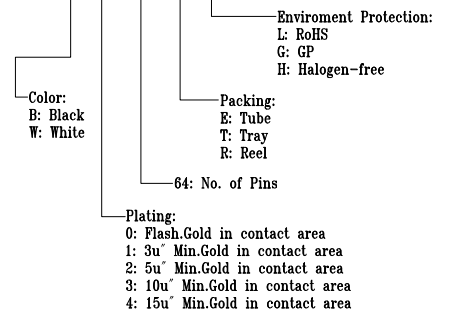 Enviroment Protection:
L: RoHS
G: GP
H: Halogen-free
Color:
B: Black
W: White
Packing:
E: Tube
T: Tray
R: Reel
64: No. of Pins
Plating:
0: Flash.Gold in contact area
1: 3u" Min.Gold in contact area
2: 5u" Min.Gold in contact area
3: 10u" Min.Gold in contact area
4: 15u" Min.Gold in contact area